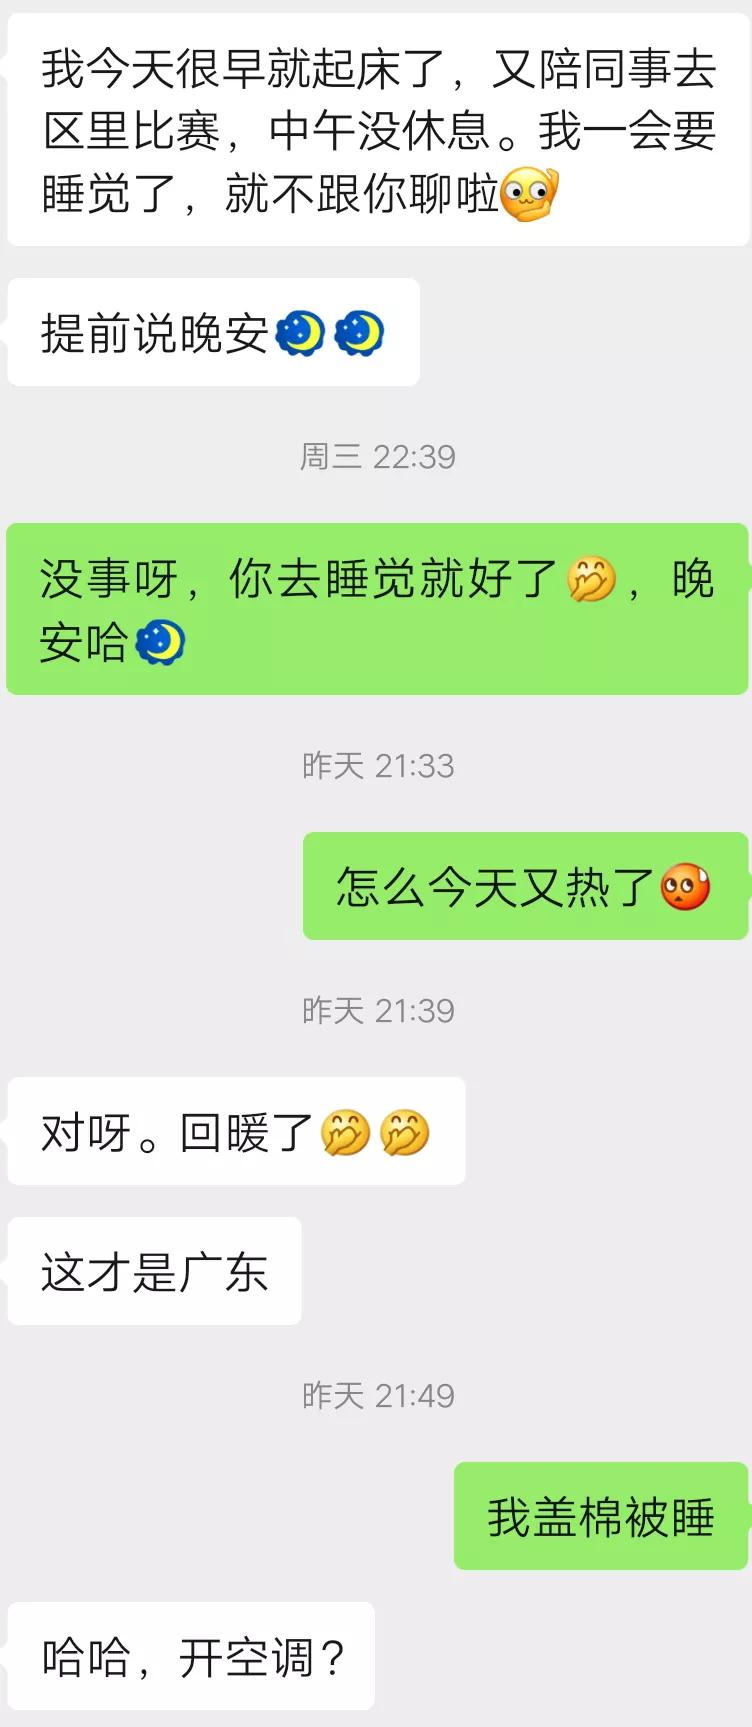 我今天很早就起床了，又陪同事去
区里比赛，中午没休息。我一会要
睡觉了，就不跟你聊啦
提前说晚安
周三 22:39
没事呀，你去睡觉就好了，晚
安哈
昨天 21:33
怎么今天又热了
昨天 21:39
对呀。回暖了
这才是广东
昨天 21:49
我盖棉被睡
哈哈，开空调？